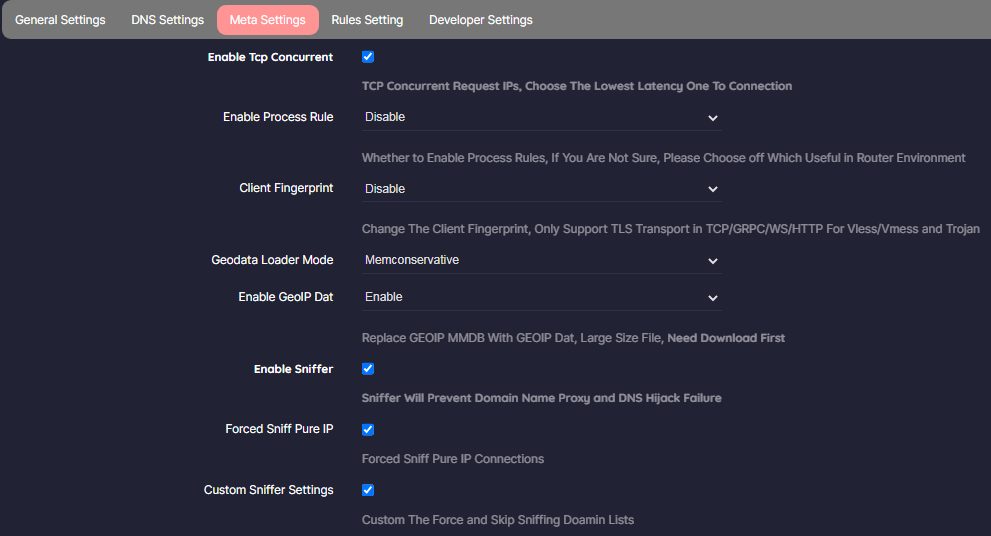 General Settings DNS Settings Meta Settings Rules Setting Developer Settings
Enable Tcp Concurrent
TCP Concurrent Request IPs, Choose The Lowest Latency One To Connection
Enable Process Rule Disable
Whether to Enable Process Rules, If You Are Not Sure, Please Choose off Which Useful in Router Environment
Client Fingerprint Disable
Change The Client Fingerprint, Only Support TLS Transport in TCP/GRPC/WS/HTTP For Vless/Vmess and Trojan
Geodata Loader Mode Memconservative
Enable GeoIP Dat Enable
Replace GEOIP MMDB With GEOIP Dat, Large Size File, Need Download First
Enable Sniffer
Sniffer Will Prevent Domain Name Proxy and DNS Hijack Failure
Forced Sniff Pure IP
Forced Sniff Pure IP Connections
Custom Sniffer Settings
Custom The Force and Skip Sniffing Doamin Lists